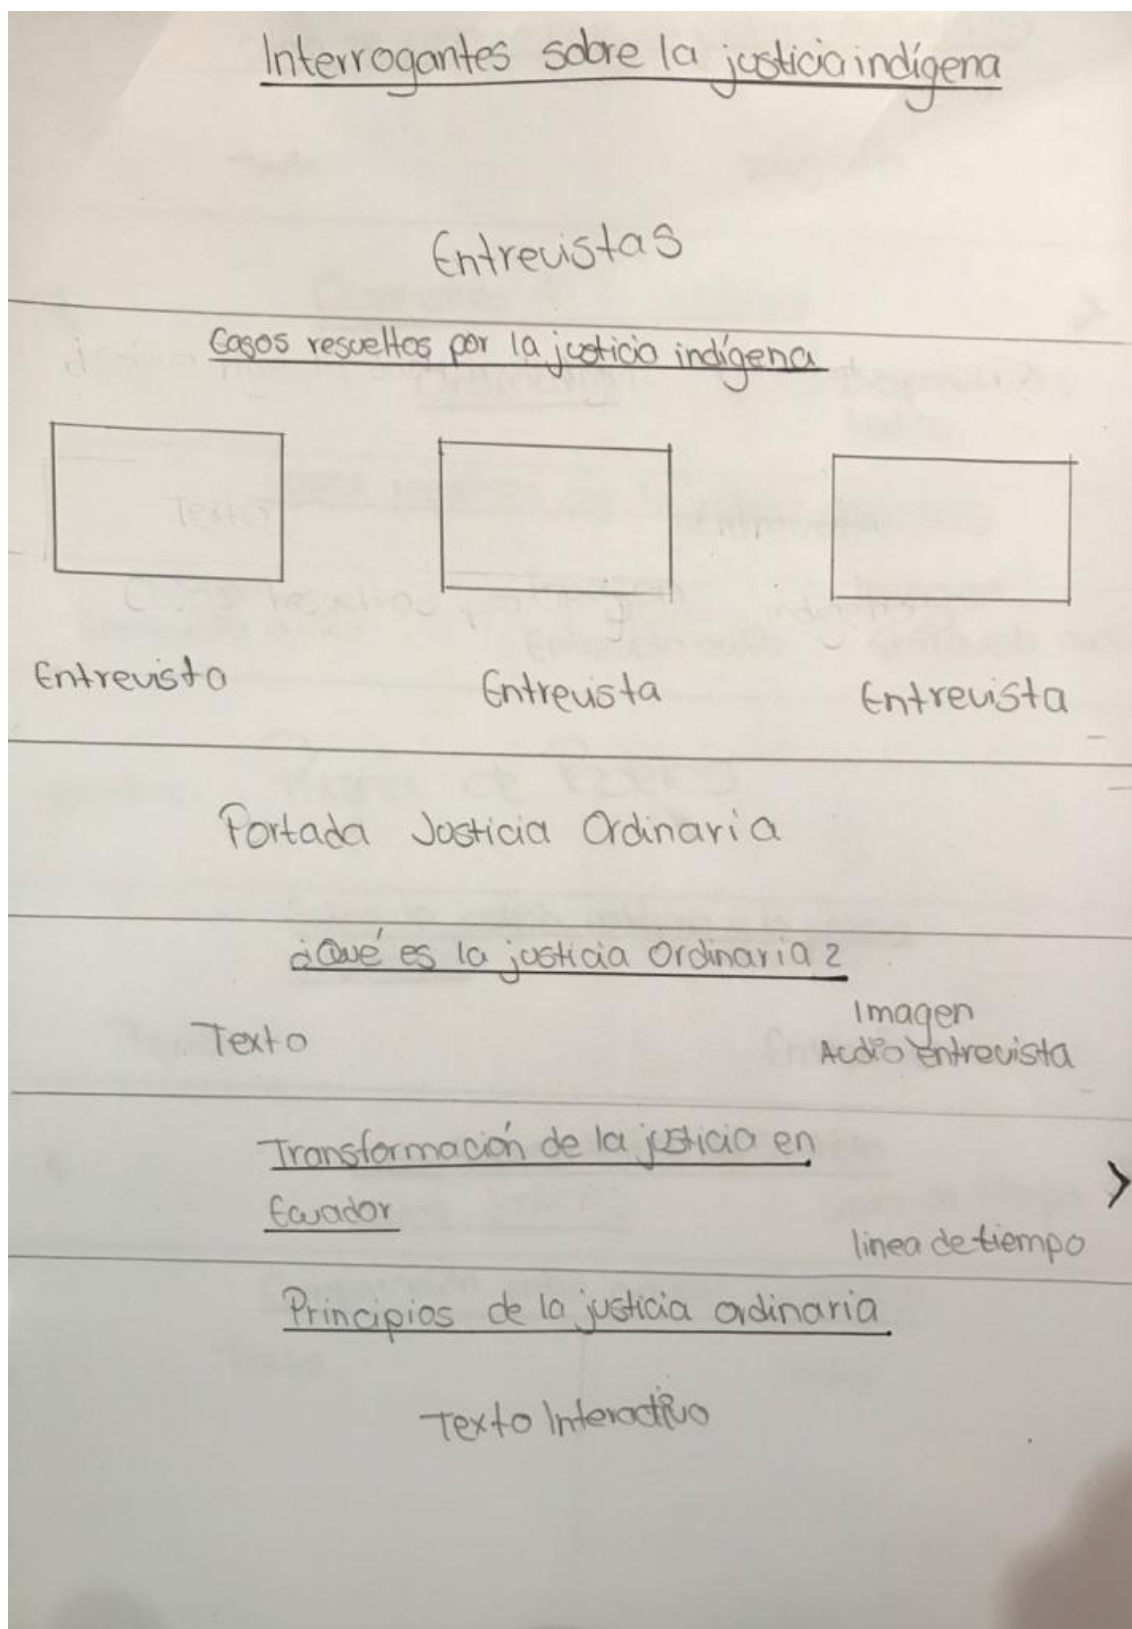 Interrogantes sobre la justicia indígena
Entrevistas
Casos resueltos por la justicia indígena
Entrevista Entrevista Entrevista
Portada Justicia Ordinaria
¿Qué es la justicia Ordinaria?
Texto
Imagen
Audio entrevista
Transformación de la justicia en
Ecuador
linea de tiempo
Principios de la justicia ordinaria
Texto Interactivo